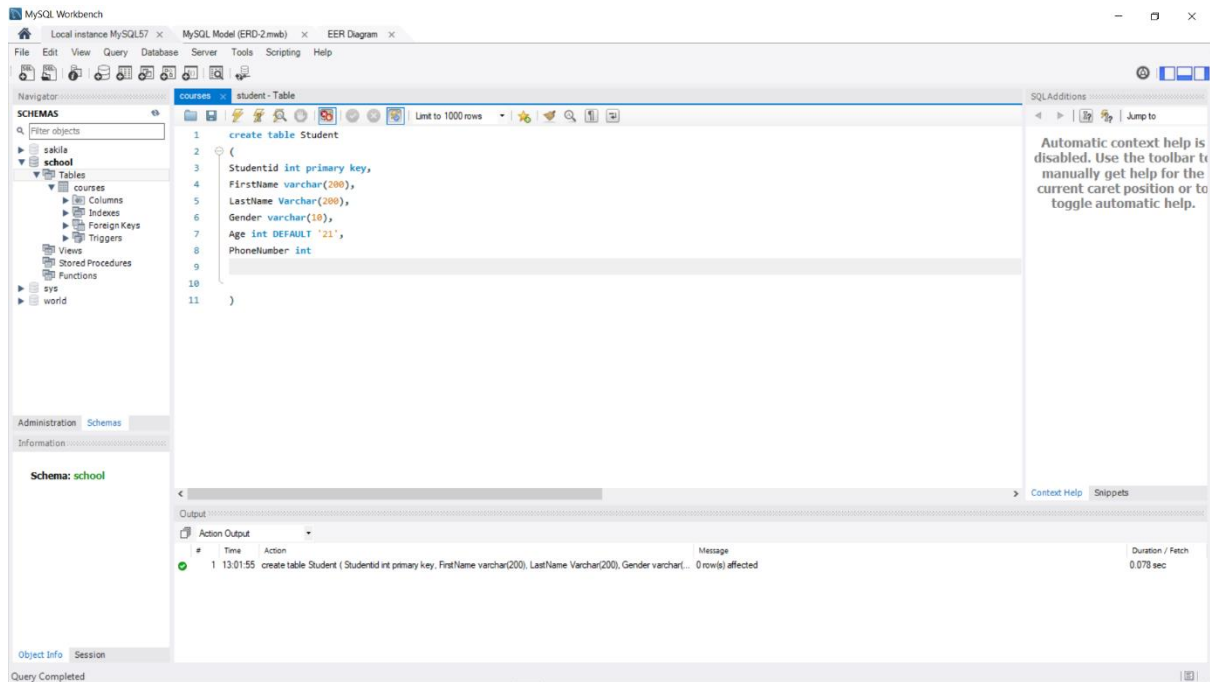 MySQL Workbench
Local instance MySQL57 × MySQL Model (ERD-2.mwb) × EER Diagram ×
File Edit View Query Database Server Tools Scripting Help
Navigator
SCHEMAS
Filter objects
sakila
school
Tables
courses
Columns
Indexes
Foreign Keys
Triggers
Views
Stored Procedures
Functions
sys
world
Administration Schemas
Information
Schema: school
Object Info Session
Query Completed
courses × student - Table
Limit to 1000 rows
1 create table Student
2 (
3 Studentid int primary key,
4 FirstName varchar(200),
5 LastName Varchar(200),
6 Gender varchar(10),
7 Age int DEFAULT '21',
8 PhoneNumber int
9
10
11 )
Output
Action Output
# Time Action Message Duration / Fetch
1 13:01:55 create table Student ( Studentid int primary key, FirstName varchar(200), LastName Varchar(200), Gender varchar(... 0 row(s) affected 0.078 sec
SQLAdditions
Jump to
Automatic context help is
disabled. Use the toolbar to
manually get help for the
current caret position or to
toggle automatic help.
Context Help Snippets